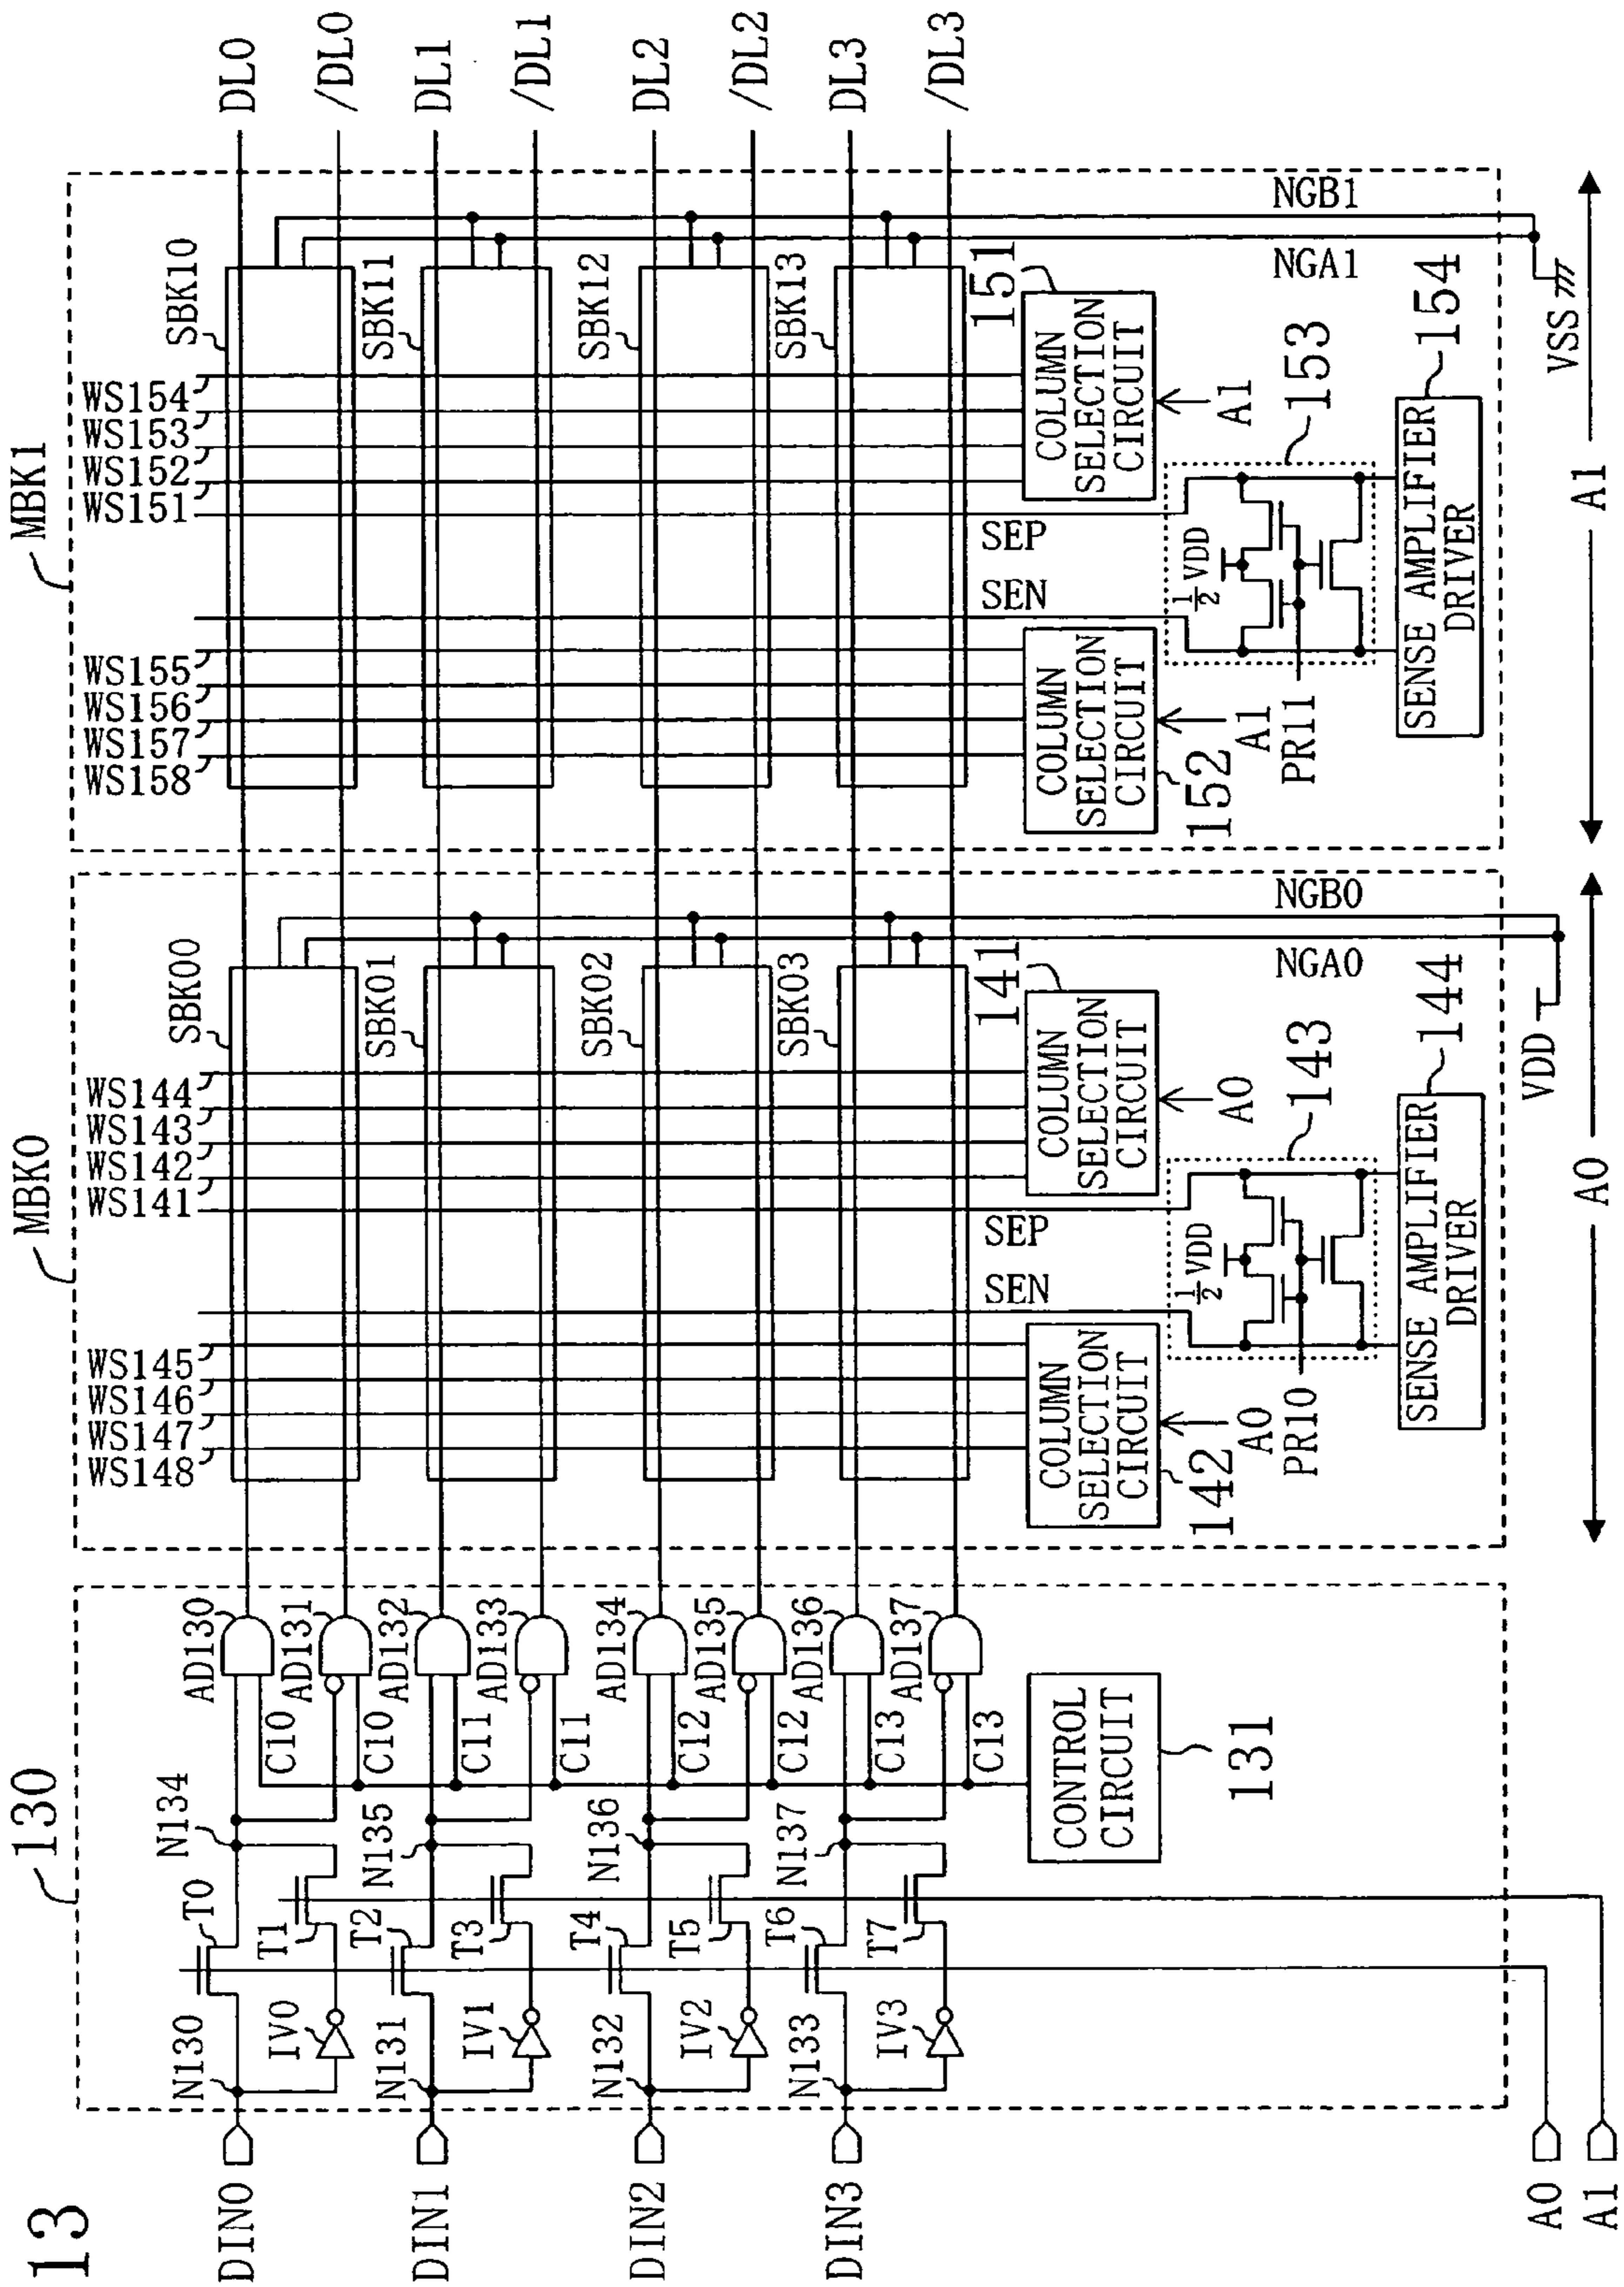 13
130
MBK0
MBK1
DIN0
DIN1
DIN2
DIN3
A0
A1
N130
IV0
N131
IV1
N132
IV2
N133
IV3
T0
T1
T2
T3
T4
T5
T6
T7
N134
N135
N136
N137
C10
C10
C11
C11
C12
C12
C13
C13
AD130
AD131
AD132
AD133
AD134
AD135
AD136
AD137
CONTROL
CIRCUIT
131
WS148
WS147
WS146
WS145
WS141
WS142
WS143
WS144
SBK00
SBK01
SBK02
SBK03
SEN
SEP
COLUMN
SELECTION
CIRCUIT
142
A0
COLUMN
SELECTION
CIRCUIT
141
A0
PR10
1/2 VDD
143
SENSE AMPLIFIER
DRIVER
144
NGA0
NGB0
VDD
A0
WS158
WS157
WS156
WS155
WS151
WS152
WS153
WS154
SBK10
SBK11
SBK12
SBK13
SEN
SEP
COLUMN
SELECTION
CIRCUIT
152
A1
COLUMN
SELECTION
CIRCUIT
151
A1
PR11
1/2 VDD
153
SENSE AMPLIFIER
DRIVER
154
NGA1
NGB1
VSS
A1
DL0
/DL0
DL1
/DL1
DL2
/DL2
DL3
/DL3